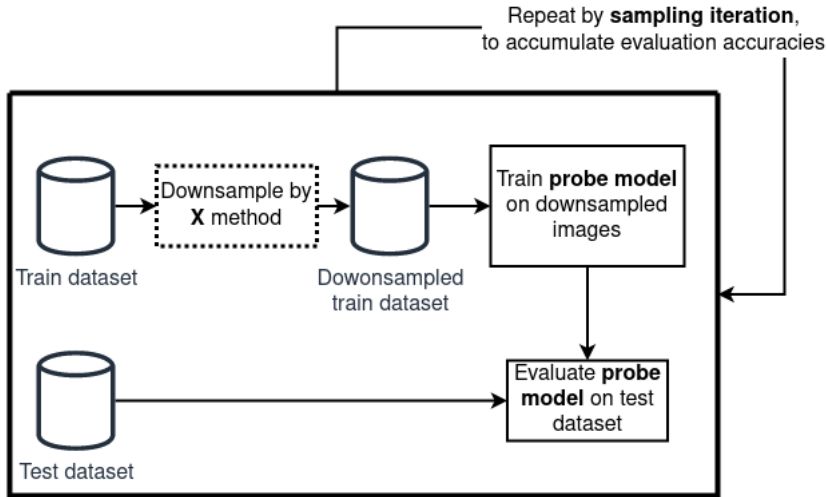 Repeat by sampling iteration,
to accumulate evaluation accuracies
Downsample by
X method
Train probe model
on downsampled
images
Train dataset
Dowonsampled
train dataset
Evaluate probe
model on test
dataset
Test dataset